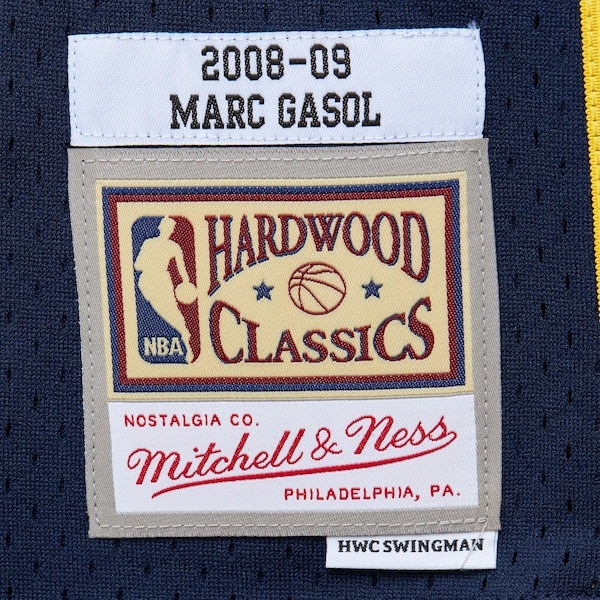 2008-09
MARC GASOL
HARDWOOD
CLASSICS
NBA
NOSTALGIA CO.
Mitchell & Ness
PHILADELPHIA, PA.
HWC SWINGMAN